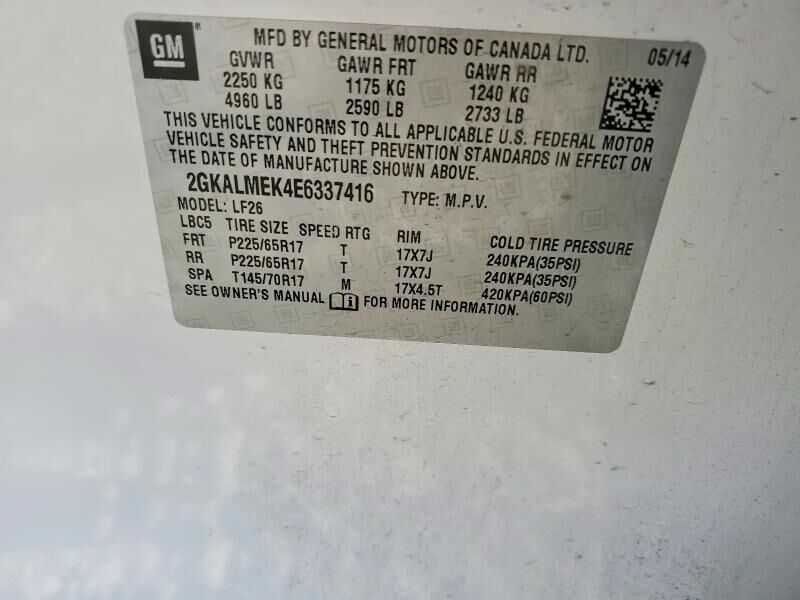 GM ®
MFD BY GENERAL MOTORS OF CANADA LTD. 05/14
GVWR GAWR FRT GAWR RR
2250 KG 1175 KG 1240 KG
4960 LB 2590 LB 2733 LB
THIS VEHICLE CONFORMS TO ALL APPLICABLE U.S. FEDERAL MOTOR
VEHICLE SAFETY AND THEFT PREVENTION STANDARDS IN EFFECT ON
THE DATE OF MANUFACTURE SHOWN ABOVE.
2GKALMEK4E6337416 TYPE: M.P.V.
MODEL: LF26
LBC5 TIRE SIZE SPEED RTG RIM COLD TIRE PRESSURE
FRT P225/65R17 T 17X7J 240KPA(35PSI)
RR P225/65R17 T 17X7J 240KPA(35PSI)
SPA T145/70R17 M 17X4.5T 420KPA(60PSI)
SEE OWNER'S MANUAL FOR MORE INFORMATION.